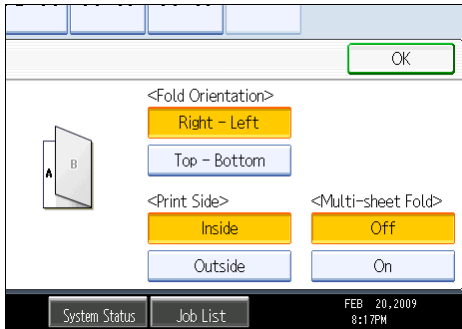 OK
<Fold Orientation>
Right - Left
Top - Bottom
A B
<Print Side>
Inside
Outside
<Multi-sheet Fold>
Off
On
System Status Job List
FEB 20,2009
8:17PM